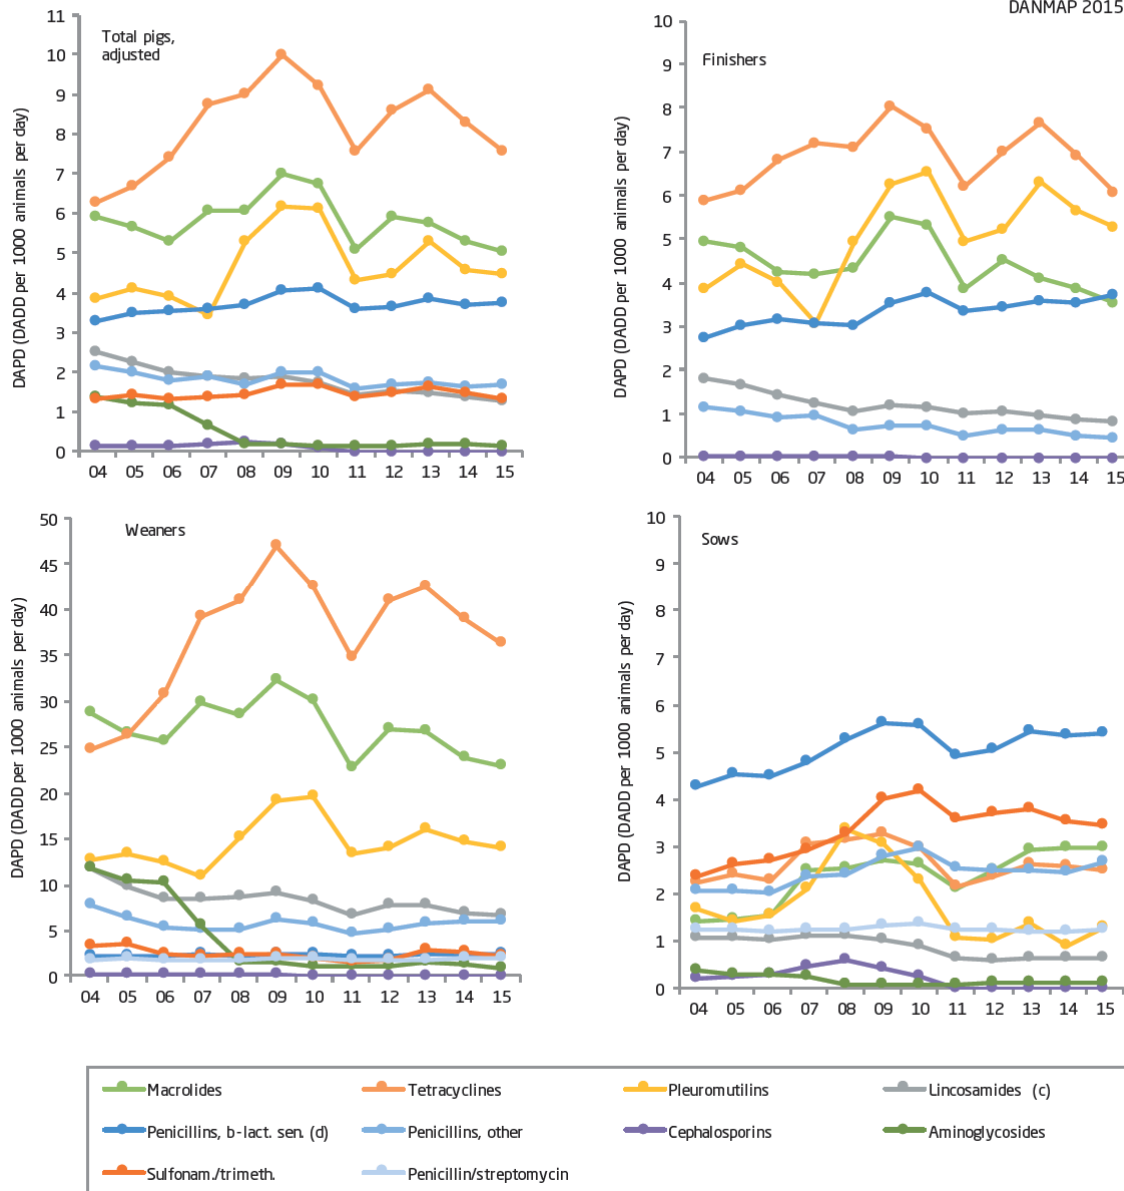 DANMAP 2015
Total pigs,
adjusted
DAPD (DADD per 1000 animals per day)
11
10
9
8
7
6
5
4
3
2
1
0
04 05 06 07 08 09 10 11 12 13 14 15
Finishers
DAPD (DADD per 1000 animals per day)
10
9
8
7
6
5
4
3
2
1
0
04 05 06 07 08 09 10 11 12 13 14 15
Weaners
DAPD (DADD per 1000 animals per day)
50
45
40
35
30
25
20
15
10
5
0
04 05 06 07 08 09 10 11 12 13 14 15
Sows
DAPD (DADD per 1000 animals per day)
10
9
8
7
6
5
4
3
2
1
0
04 05 06 07 08 09 10 11 12 13 14 15
Macrolides Tetracyclines Pleuromutilins Lincosamides (c)
Penicillins, b-lact. sen. (d) Penicillins, other Cephalosporins Aminoglycosides
Sulfonam./trimeth. Penicillin/streptomycin